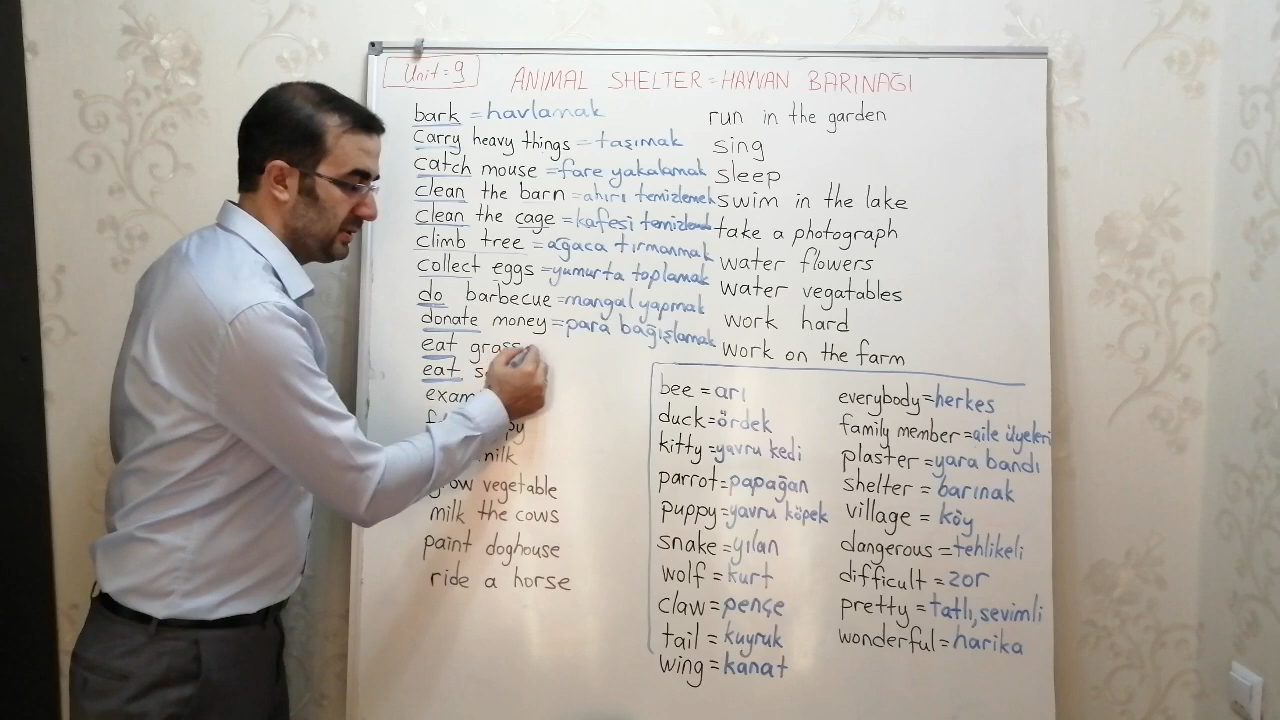 Unit = 9
ANIMAL SHELTER = HAYVAN BARINAĞI
bark = havlamak
carry heavy things = taşımak
catch mouse = fare yakalamak
clean the barn = ahırı temizlemek
clean the cage = kafesi
climb tree = ağaca tırmanmak
collect eggs = yumurta toplamak
do barbecue = mangal yapmak
donate money = para bağışlamak
eat
eat
grow vegetable
milk the cows
paint doghouse
ride a horse
run in the garden
sing
sleep
swim in the lake
take a photograph
water flowers
water vegatables
work hard
work on the farm
bee = arı
duck = ördek
kitty = yavru kedi
parrot = papağan
puppy = yavru köpek
snake = yılan
wolf = kurt
claw = pençe
tail = kuyruk
wing = kanat
everybody = herkes
family member = aile üyeleri
plaster = yara bandı
shelter = barınak
village = köy
dangerous = tehlikeli
difficult = zor
pretty = tatlı, sevimli
wonderful = harika